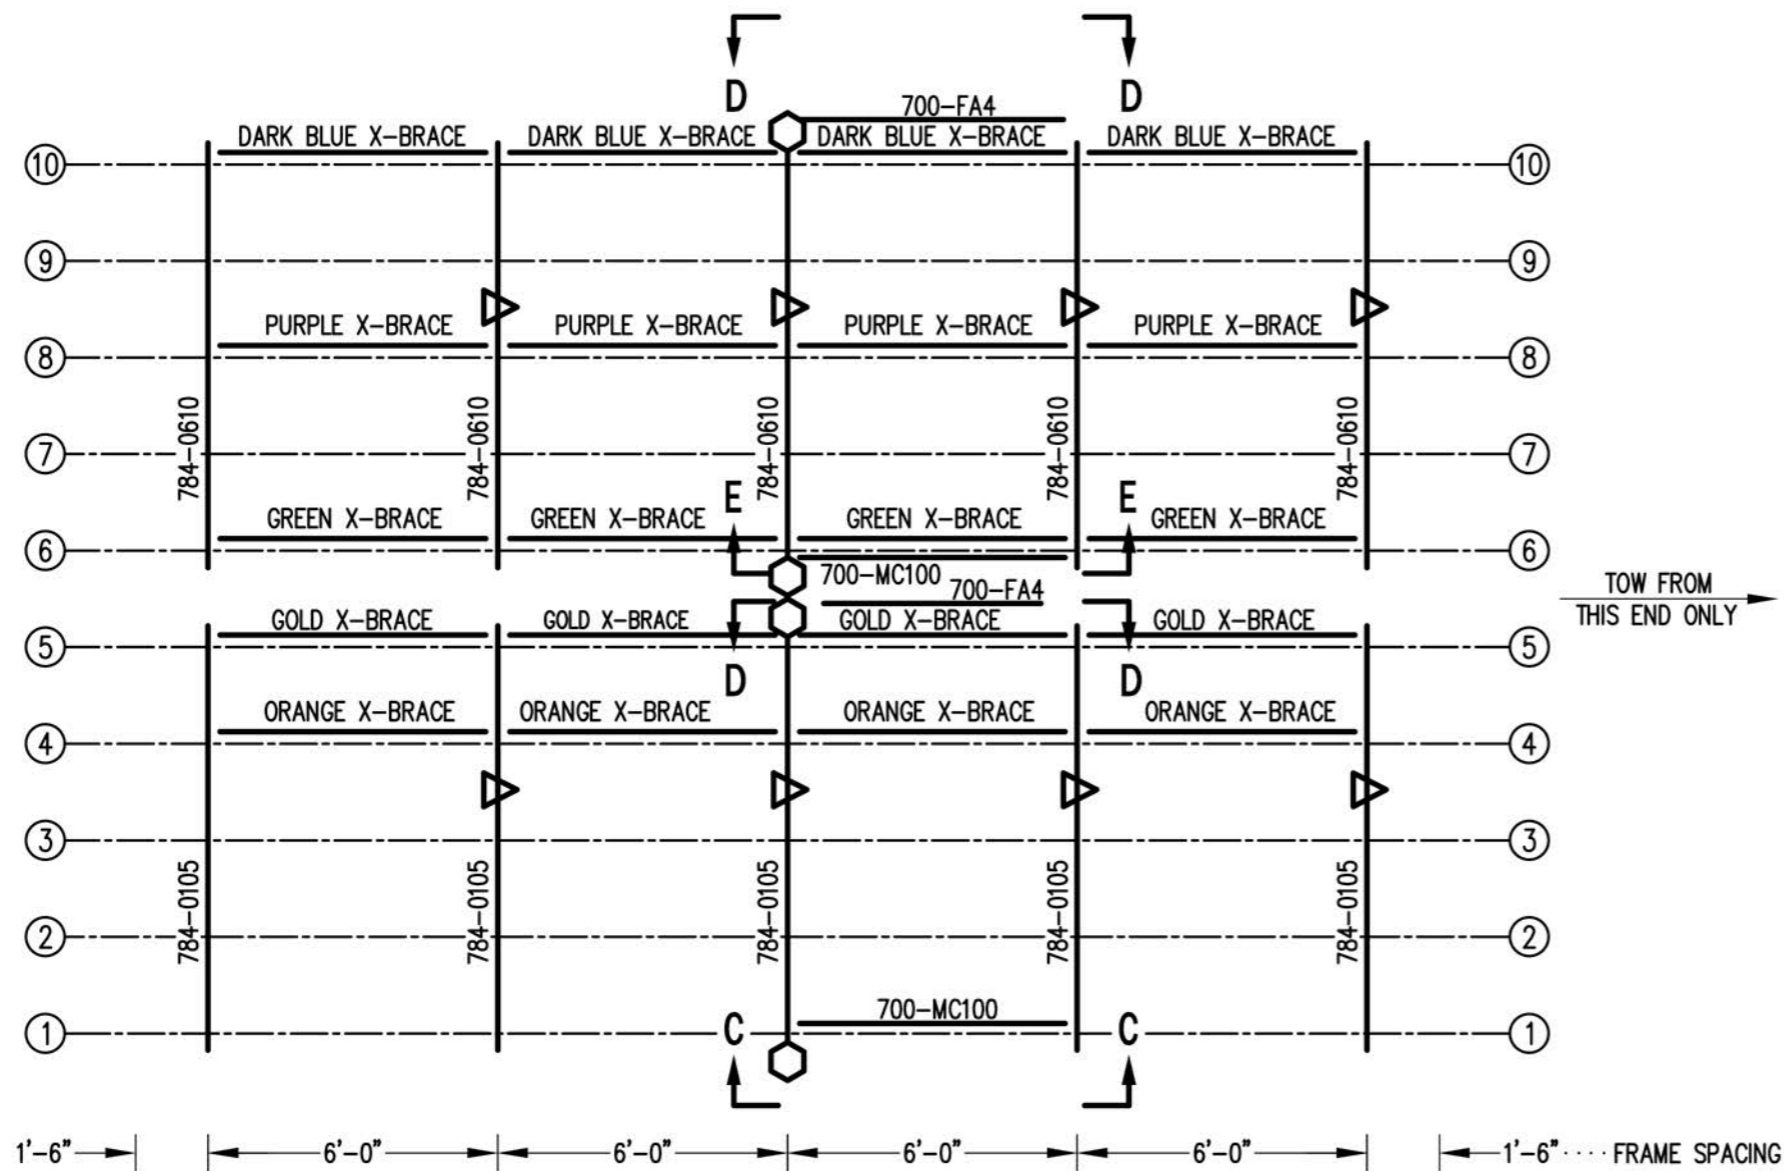 D D
700-FA4
DARK BLUE X-BRACE DARK BLUE X-BRACE DARK BLUE X-BRACE DARK BLUE X-BRACE
10 10
9 9
PURPLE X-BRACE PURPLE X-BRACE PURPLE X-BRACE PURPLE X-BRACE
8 8
784-0610 784-0610 784-0610 784-0610 784-0610
7 7
E E
GREEN X-BRACE GREEN X-BRACE GREEN X-BRACE GREEN X-BRACE
6 6
700-MC100
700-FA4
TOW FROM
THIS END ONLY
GOLD X-BRACE GOLD X-BRACE GOLD X-BRACE GOLD X-BRACE
5 5
D D
ORANGE X-BRACE ORANGE X-BRACE ORANGE X-BRACE ORANGE X-BRACE
4 4
3 3
784-0105 784-0105 784-0105 784-0105 784-0105
2 2
700-MC100
C C
1 1
1'-6" 6'-0" 6'-0" 6'-0" 6'-0" 1'-6" ···· FRAME SPACING